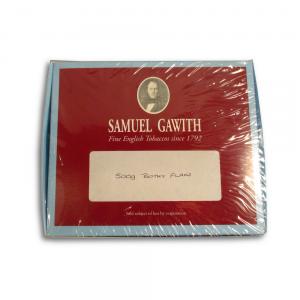 SAMUEL GAWITH
Fine English Tobaccos since 1792
500g BOTHY FLAKE